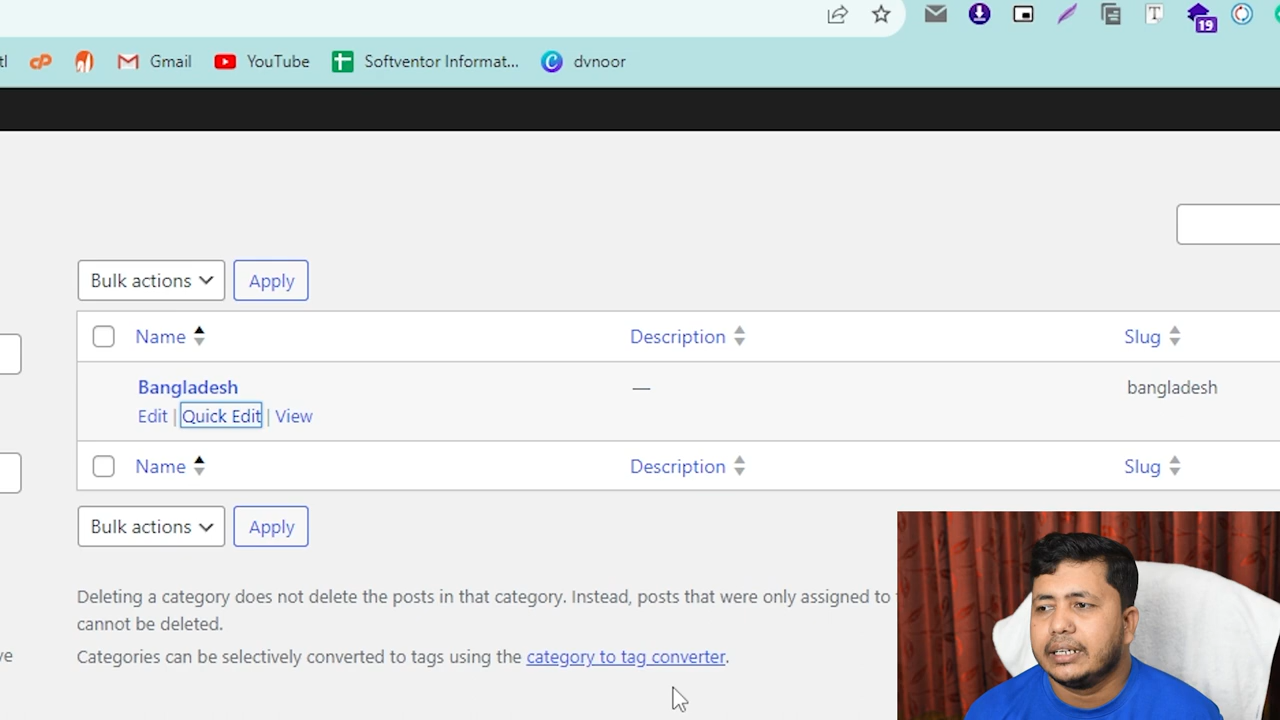 19
Gmail YouTube Softventor Informat... dvnoor
Bulk actions Apply
Name Description Slug
Bangladesh — bangladesh
Edit | Quick Edit | View
Name Description Slug
Bulk actions Apply
Deleting a category does not delete the posts in that category. Instead, posts that were only assigned to
cannot be deleted.
Categories can be selectively converted to tags using the category to tag converter.